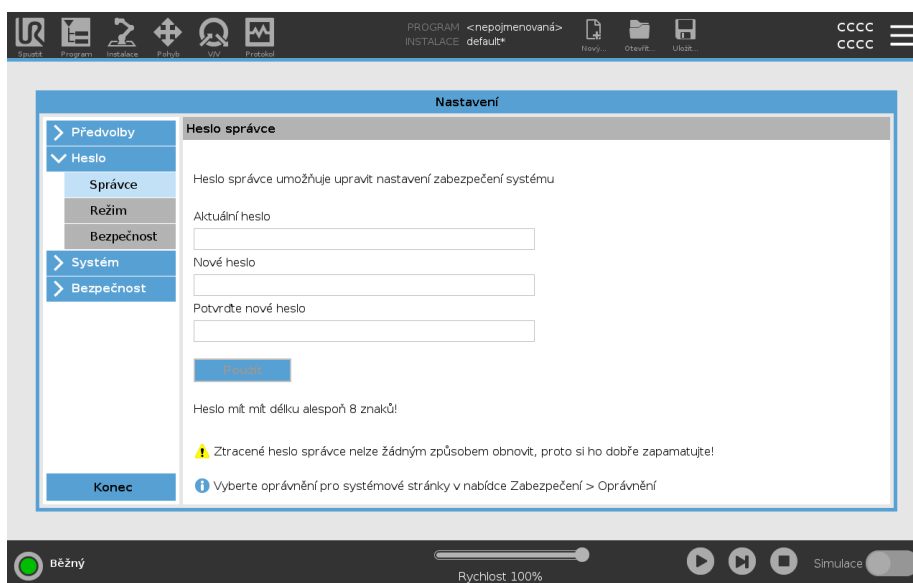 PROGRAM <nepojmenovaná>
INSTALACE default*
CCCC
CCCC
Spustit Program Instalace Pohyb V/V Protokol Nový... Otevřít... Uložit...
Nastavení
Předvolby
Heslo
Správce
Režim
Bezpečnost
Systém
Bezpečnost
Konec
Heslo správce
Heslo správce umožňuje upravit nastavení zabezpečení systému
Aktuální heslo
Nové heslo
Potvrďte nové heslo
Použít
Heslo mít mít délku alespoň 8 znaků!
Ztracené heslo správce nelze žádným způsobem obnovit, proto si ho dobře zapamatujte!
Vyberte oprávnění pro systémové stránky v nabídce Zabezpečení > Oprávnění
Běžný
Rychlost 100%
Simulace